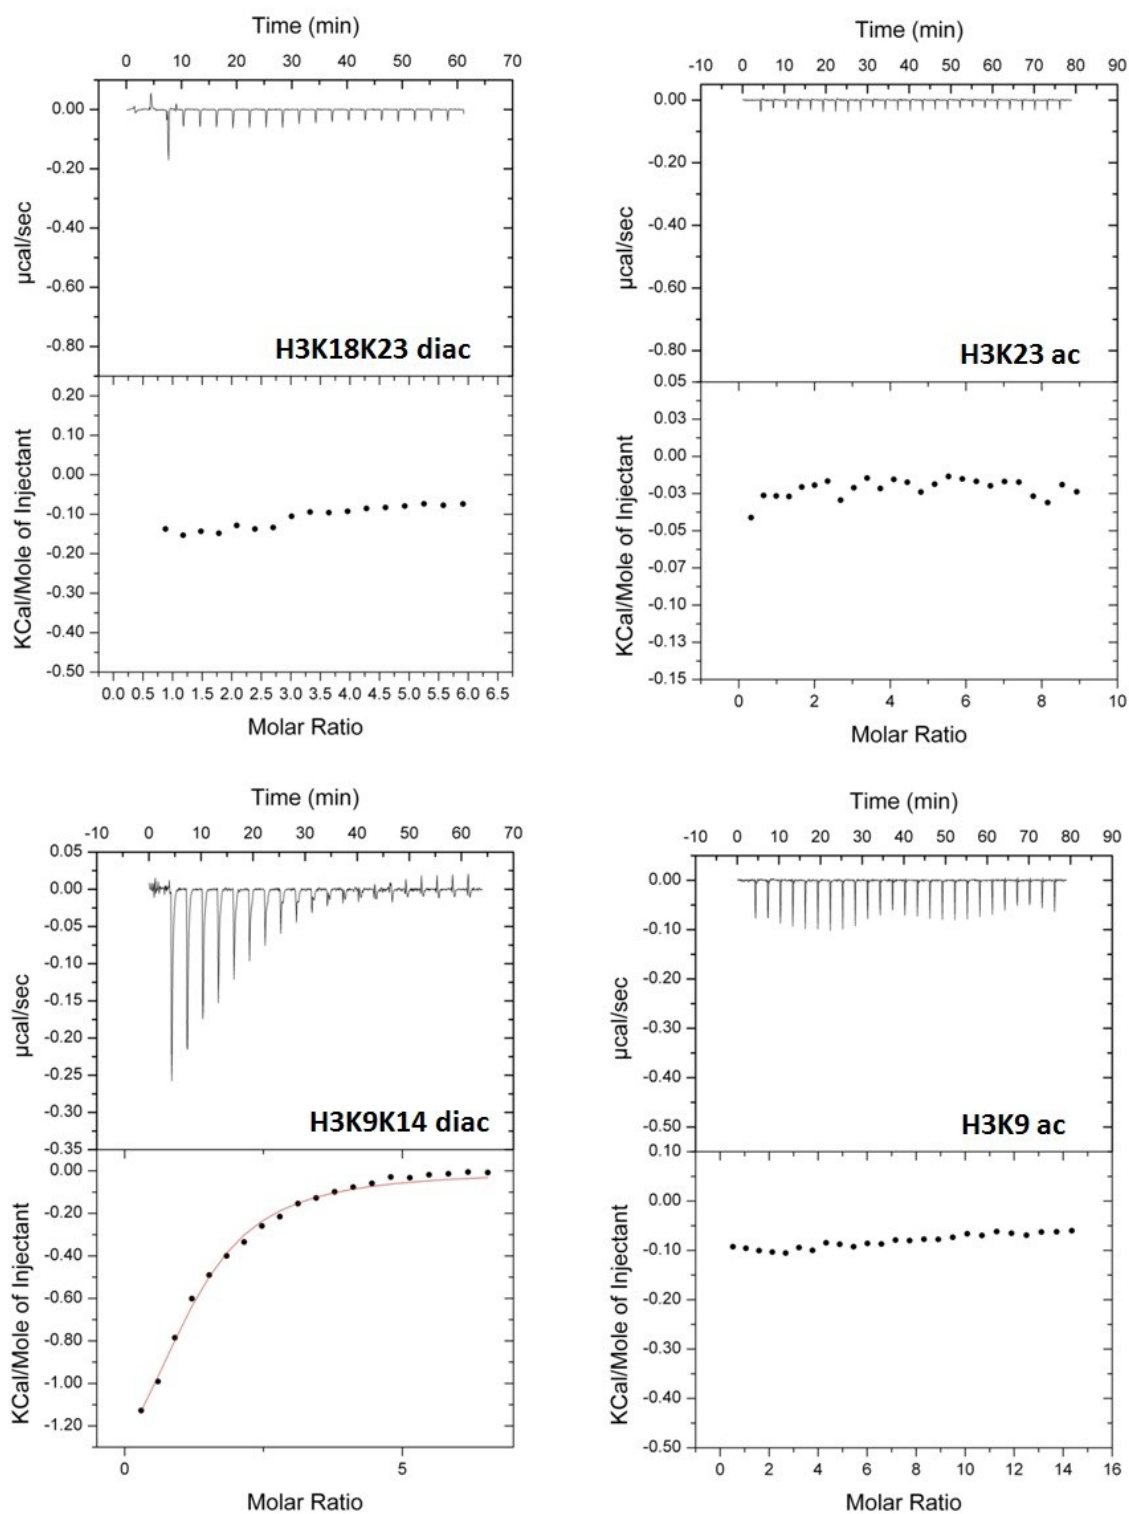 Time (min)
0 10 20 30 40 50 60 70
0.00
-0.20
-0.40
-0.60
-0.80
µcal/sec
H3K18K23 diac
0.20
0.10
0.00
-0.10
-0.20
-0.30
-0.40
-0.50
KCal/Mole of Injectant
0.0 0.5 1.0 1.5 2.0 2.5 3.0 3.5 4.0 4.5 5.0 5.5 6.0 6.5
Molar Ratio
Time (min)
-10 0 10 20 30 40 50 60 70 80 90
0.00
-0.20
-0.40
-0.60
-0.80
µcal/sec
H3K23 ac
0.05
0.03
0.00
-0.03
-0.05
-0.07
-0.10
-0.13
-0.15
KCal/Mole of Injectant
0 2 4 6 8 10
Molar Ratio
Time (min)
-10 0 10 20 30 40 50 60 70
0.05
0.00
-0.05
-0.10
-0.15
-0.20
-0.25
-0.30
-0.35
µcal/sec
H3K9K14 diac
0.00
-0.20
-0.40
-0.60
-0.80
-1.00
-1.20
KCal/Mole of Injectant
0 5
Molar Ratio
Time (min)
-10 0 10 20 30 40 50 60 70 80 90
0.00
-0.10
-0.20
-0.30
-0.40
-0.50
µcal/sec
H3K9 ac
0.10
0.00
-0.10
-0.20
-0.30
-0.40
-0.50
KCal/Mole of Injectant
0 2 4 6 8 10 12 14 16
Molar Ratio